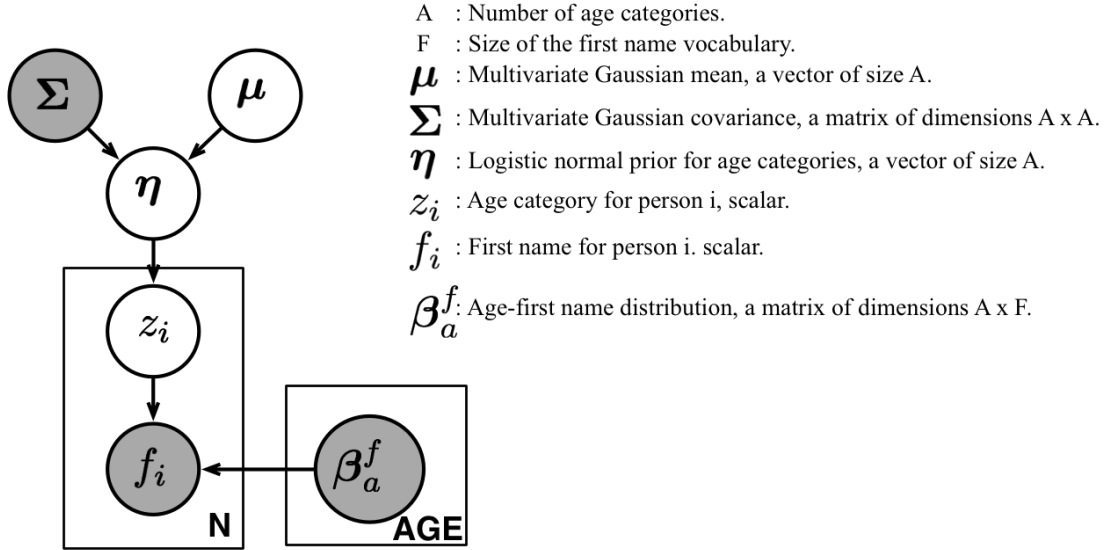 Σ
μ
η
z_i
f_i
N
β_a^f
AGE
A : Number of age categories.
F : Size of the first name vocabulary.
μ : Multivariate Gaussian mean, a vector of size A.
Σ : Multivariate Gaussian covariance, a matrix of dimensions A x A.
η : Logistic normal prior for age categories, a vector of size A.
z_i : Age category for person i, scalar.
f_i : First name for person i. scalar.
β_a^f: Age-first name distribution, a matrix of dimensions A x F.